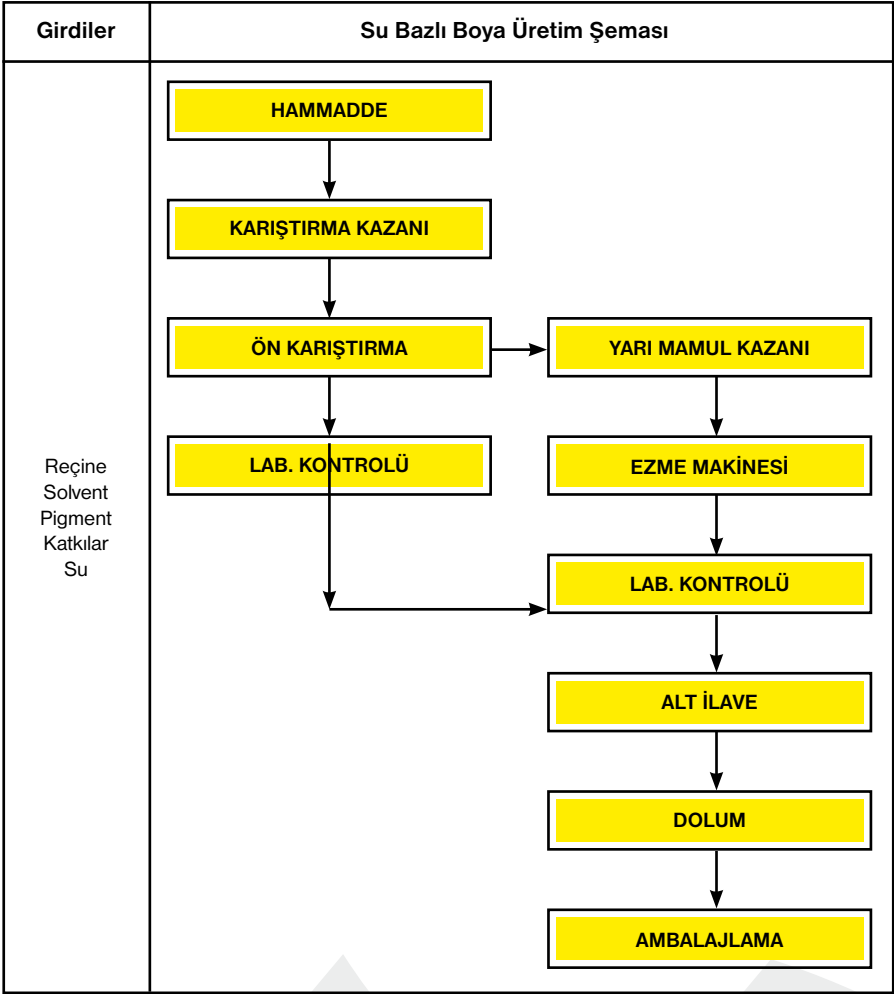 Girdiler
Su Bazlı Boya Üretim Şeması
HAMMADDE
KARIŞTIRMA KAZANI
ÖN KARIŞTIRMA
YARI MAMUL KAZANI
LAB. KONTROLÜ
EZME MAKİNESİ
Reçine
Solvent
Pigment
Katkılar
Su
LAB. KONTROLÜ
ALT İLAVE
DOLUM
AMBALAJLAMA